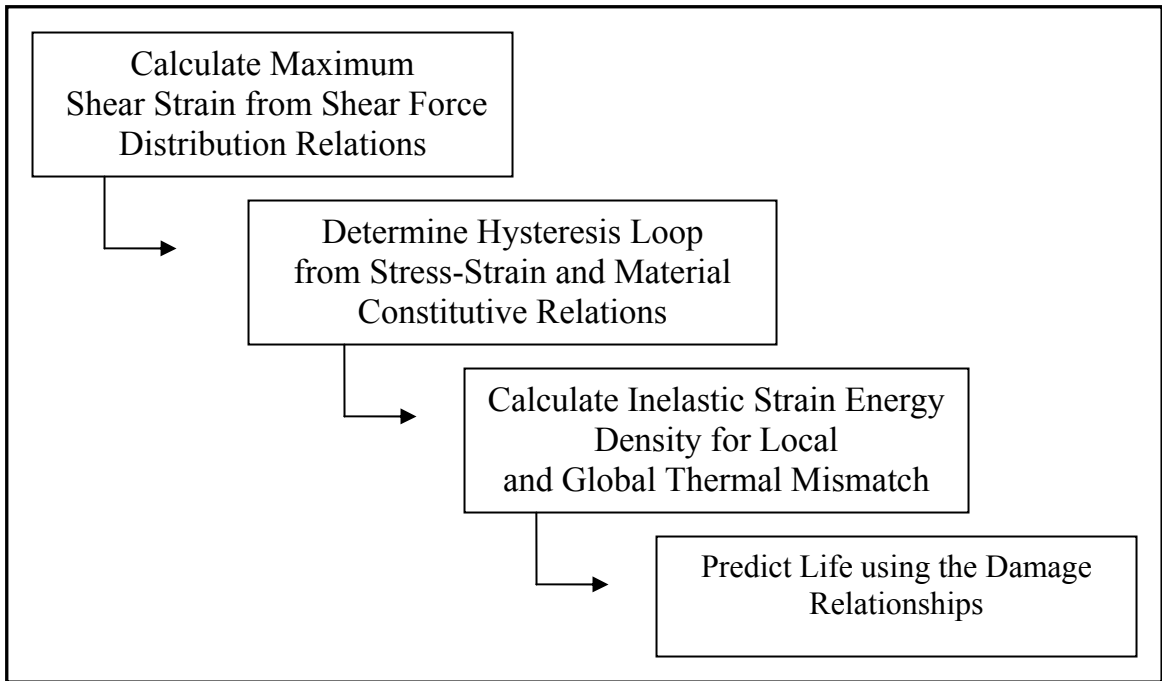 Calculate Maximum
Shear Strain from Shear Force
Distribution Relations
Determine Hysteresis Loop
from Stress-Strain and Material
Constitutive Relations
Calculate Inelastic Strain Energy
Density for Local
and Global Thermal Mismatch
Predict Life using the Damage
Relationships